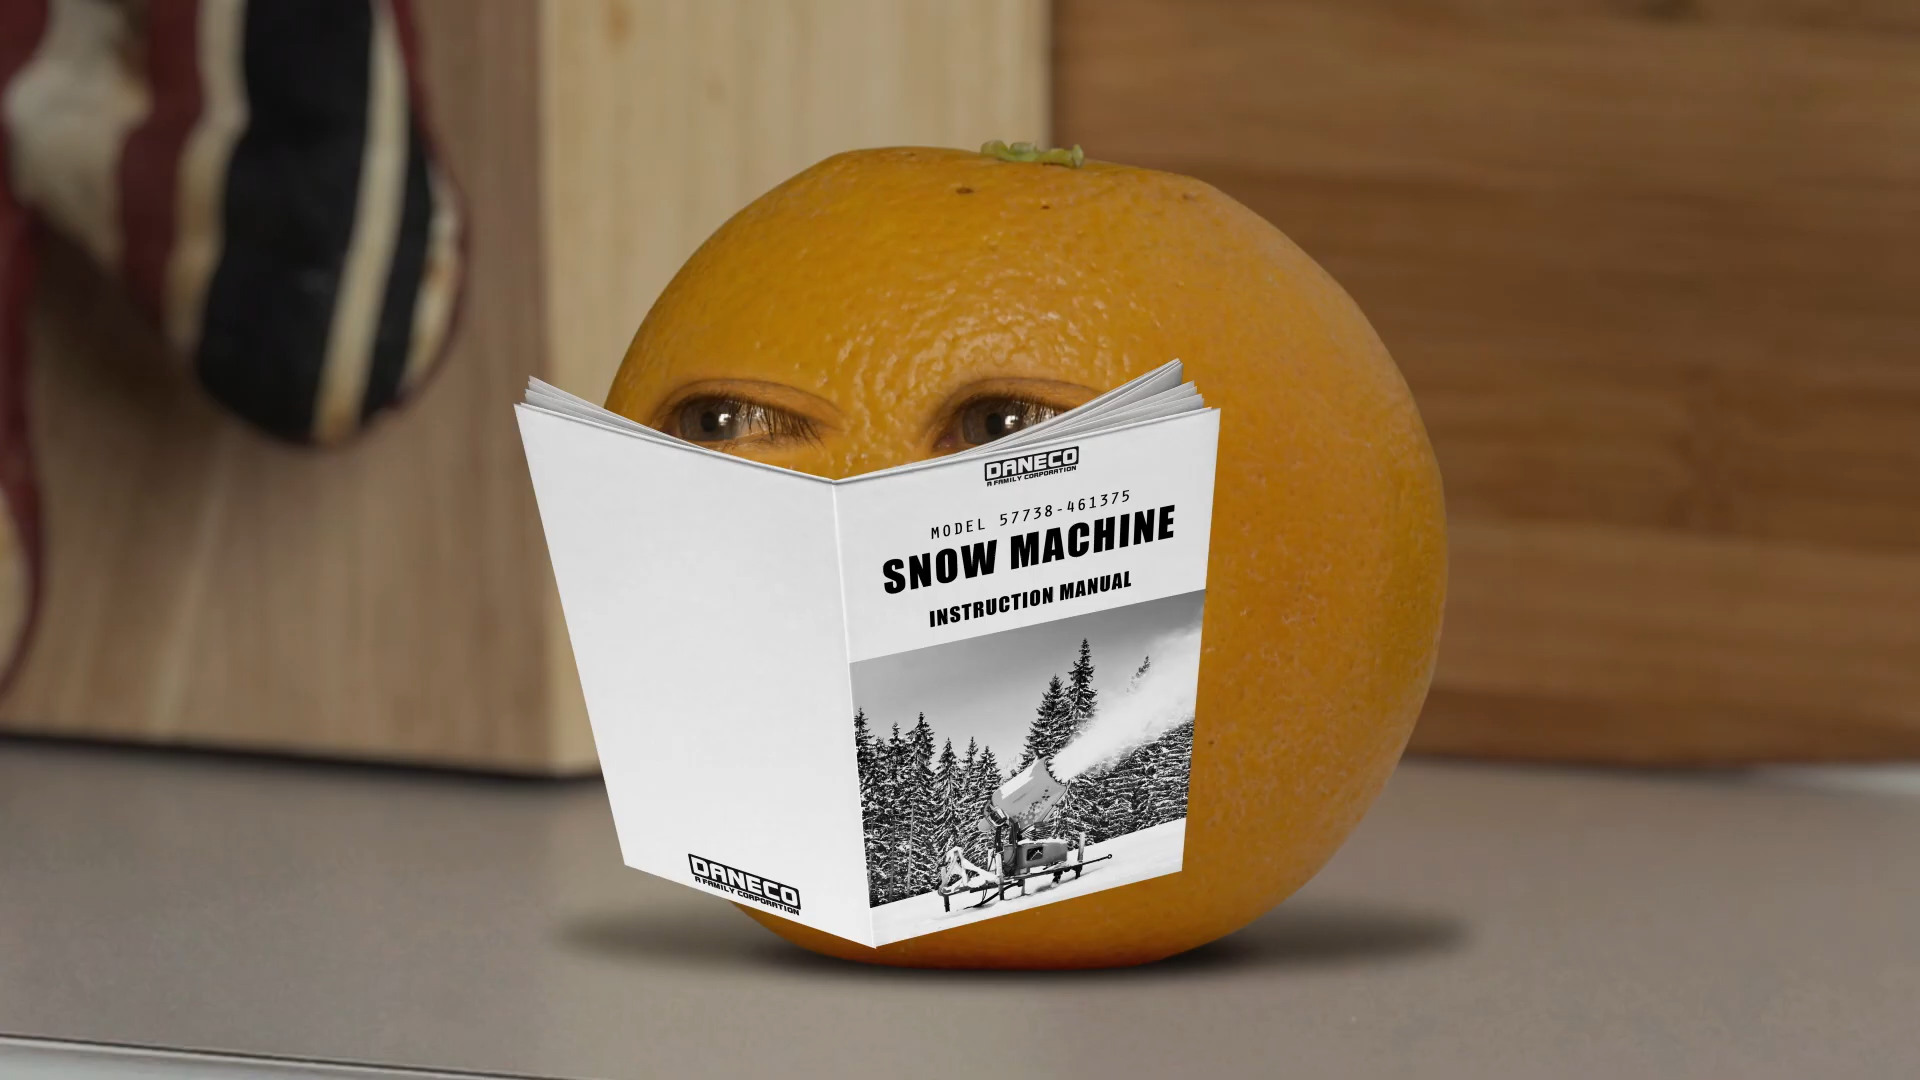 DANECO
A FAMILY CORPORATION
MODEL 57738-461375
SNOW MACHINE
INSTRUCTION MANUAL
DANECO
A FAMILY CORPORATION